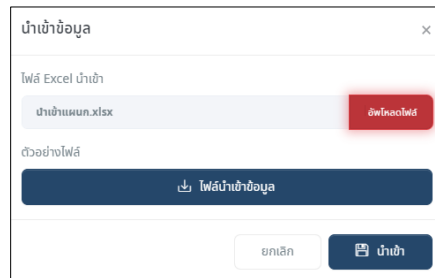 นำเข้าข้อมูล
ไฟล์ Excel นำเข้า
นำเข้าแผนก.xlsx
อัพโหลดไฟล์
ตัวอย่างไฟล์
ไฟล์นำเข้าข้อมูล
ยกเลิก
นำเข้า